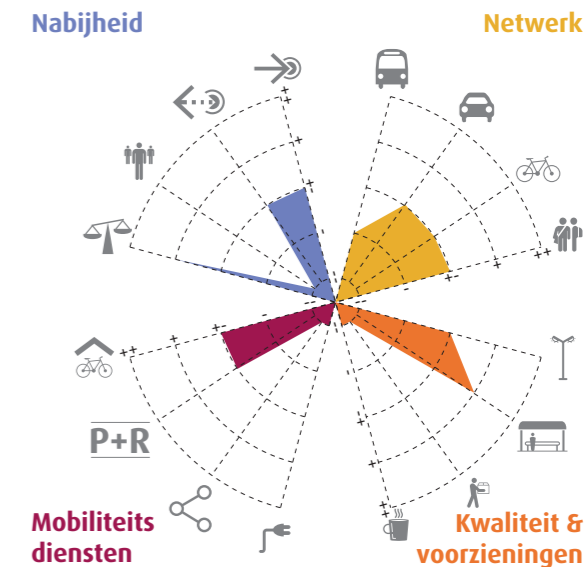 Nabijheid
Netwerk
++
+
+
-
++
+
+
-
++
+
+
-
++
+
+
-
P+R
Mobiliteits
diensten
Kwaliteit &
voorzieningen